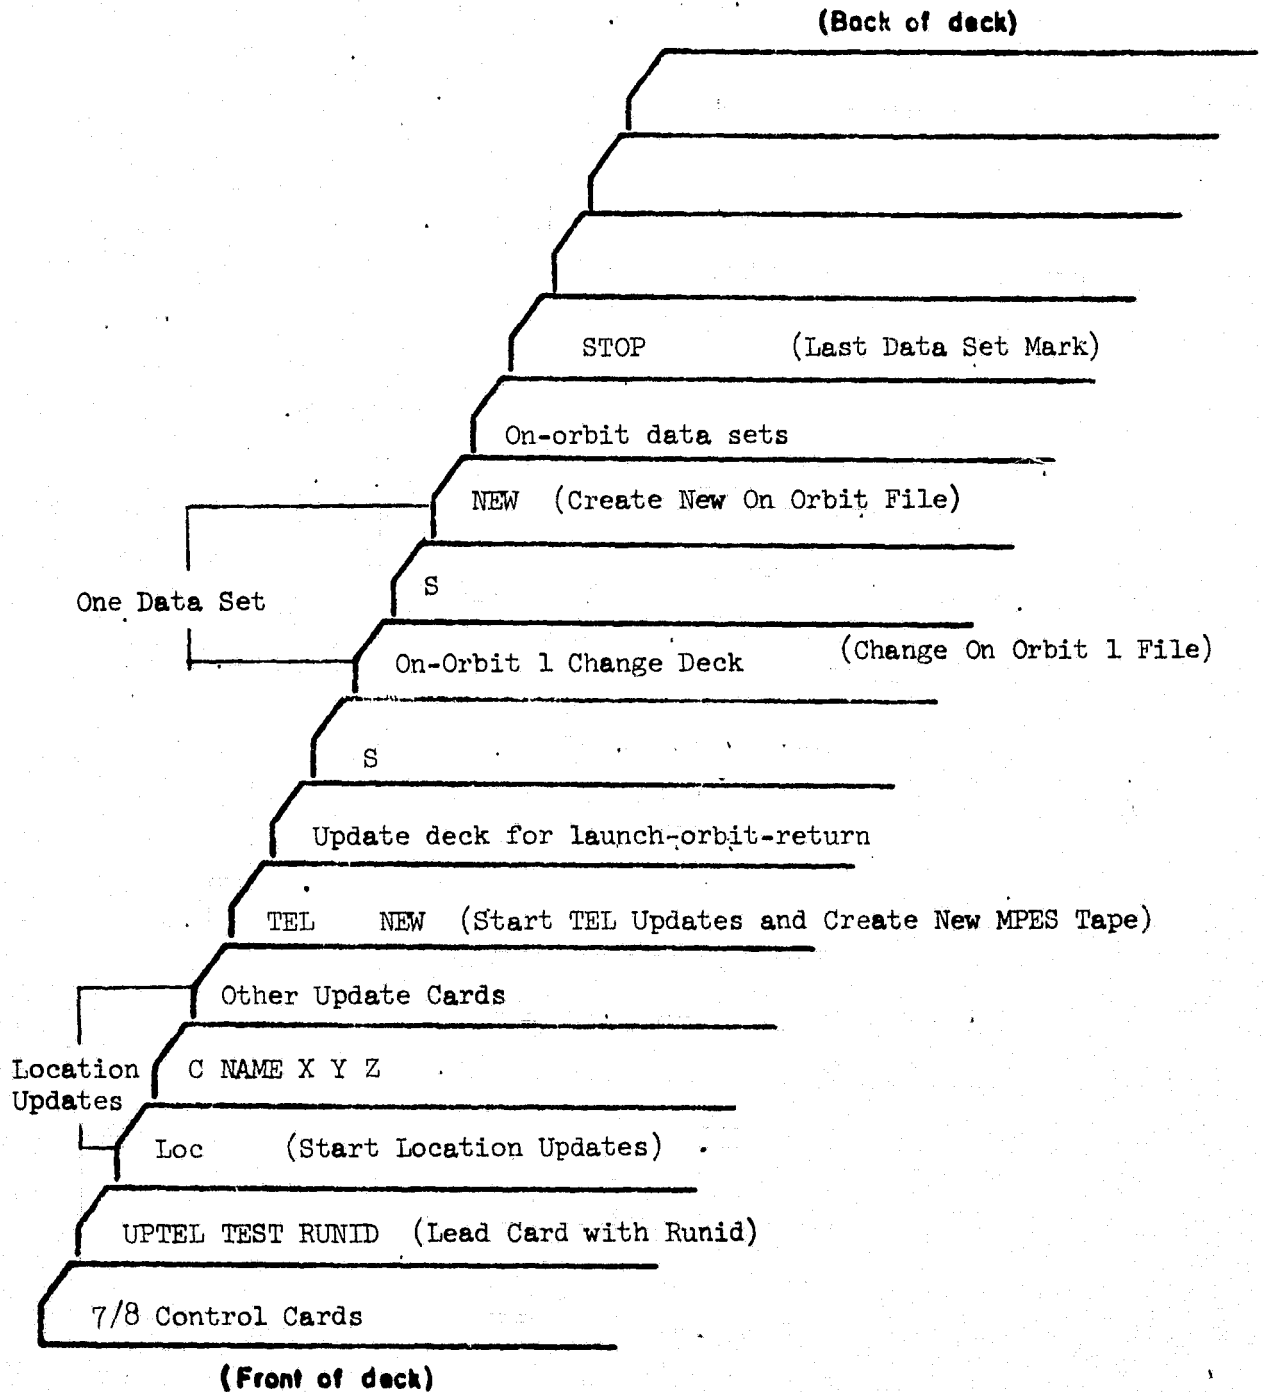 (Back of deck)
STOP (Last Data Set Mark)
On-orbit data sets
NEW (Create New On Orbit File)
S
One Data Set
On-Orbit 1 Change Deck (Change On Orbit 1 File)
S
Update deck for launch-orbit-return
TEL NEW (Start TEL Updates and Create New MPES Tape)
Other Update Cards
Location
Updates
C NAME X Y Z
Loc (Start Location Updates)
UPTEL TEST RUNID (Lead Card with Runid)
7/8 Control Cards
(Front of deck)